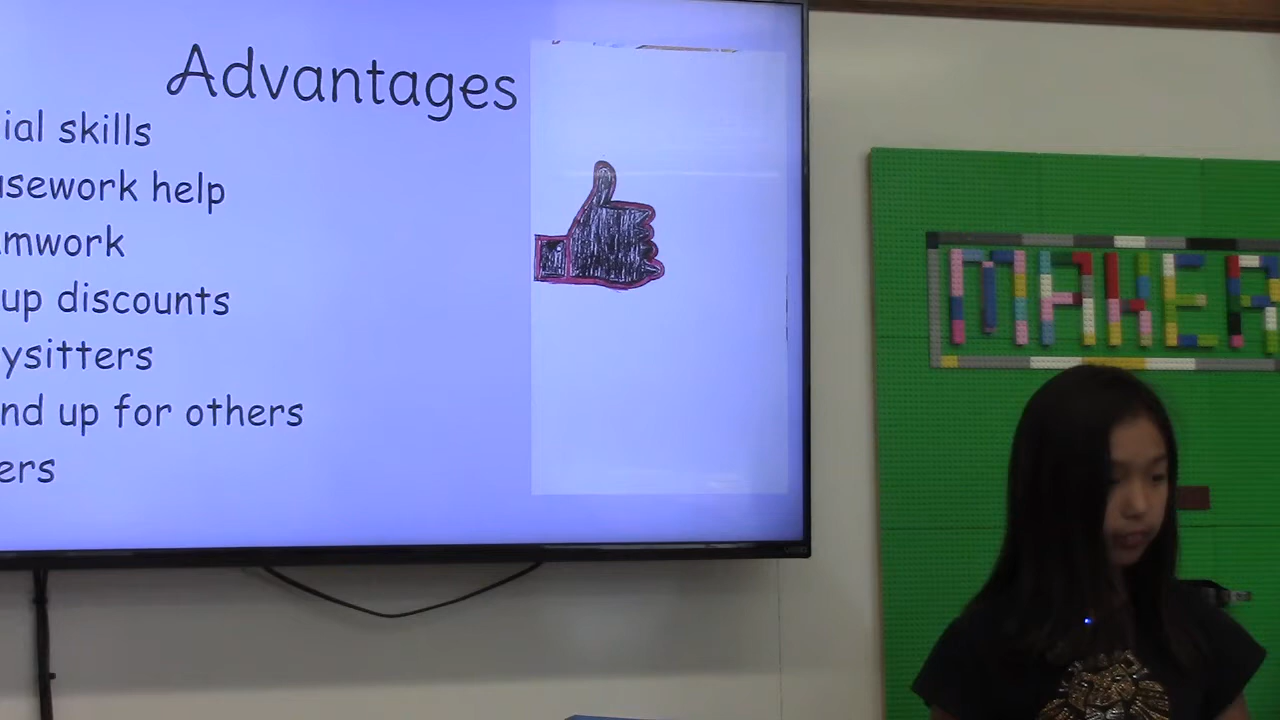 Advantages
ial skills
usework help
mwork
up discounts
ysitters
nd up for others
ers
MAKER